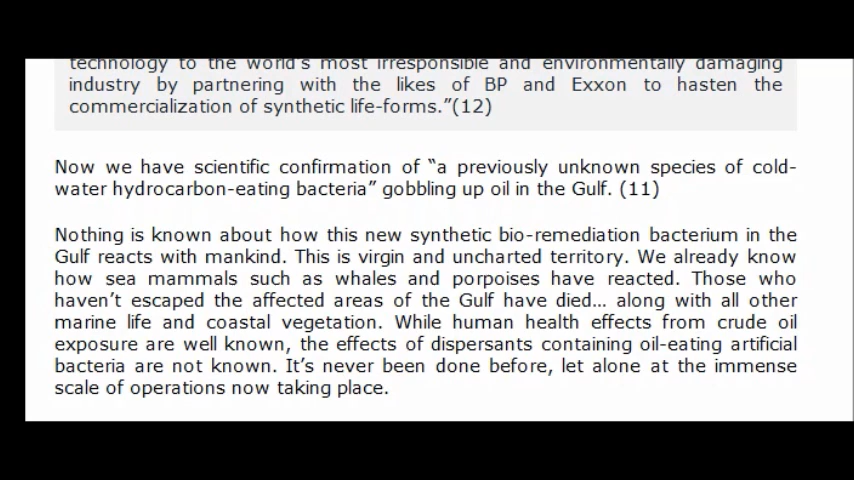 technology to the world's most irresponsible and environmentally damaging
industry by partnering with the likes of BP and Exxon to hasten the
commercialization of synthetic life-forms.”(12)
Now we have scientific confirmation of “a previously unknown species of cold-
water hydrocarbon-eating bacteria” gobbling up oil in the Gulf. (11)
Nothing is known about how this new synthetic bio-remediation bacterium in the
Gulf reacts with mankind. This is virgin and uncharted territory. We already know
how sea mammals such as whales and porpoises have reacted. Those who
haven’t escaped the affected areas of the Gulf have died… along with all other
marine life and coastal vegetation. While human health effects from crude oil
exposure are well known, the effects of dispersants containing oil-eating artificial
bacteria are not known. It’s never been done before, let alone at the immense
scale of operations now taking place.